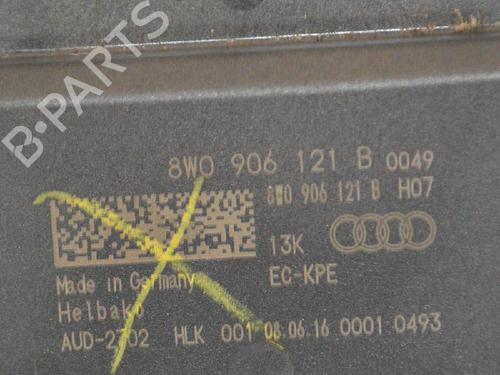 B-PARTS
8W0 906 121 B 0049
8W0 906 121 B H07
13K
Made in Germany
EC-KPE
Helbako
AUD-2702 HLK 001 08.06.16 0001 0493